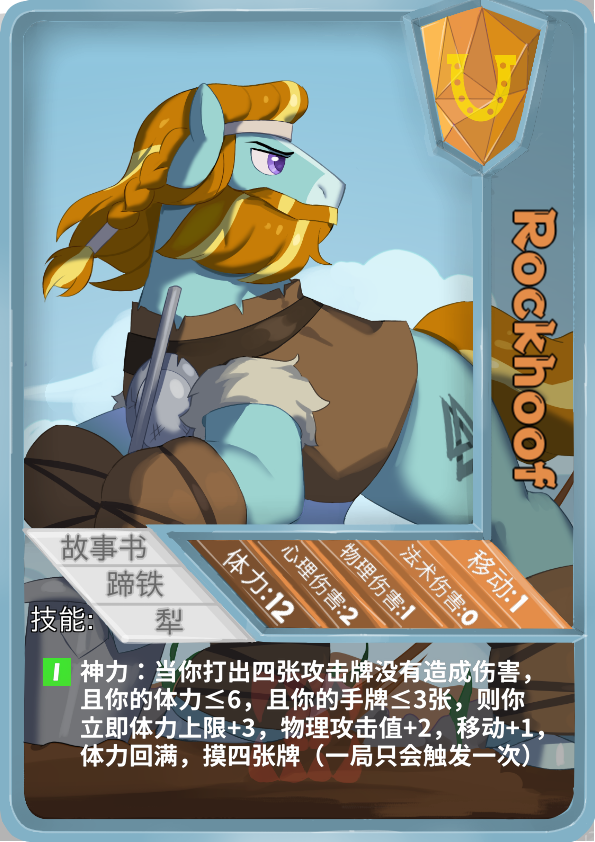 Rockhoof
故事书
蹄铁
犁
体力:12
心理伤害:2
物理伤害:1
法术伤害:0
移动:1
技能:
1 神力：当你打出四张攻击牌没有造成伤害，
且你的体力≤6，且你的手牌≤3张，则你
立即体力上限+3，物理攻击值+2，移动+1，
体力回满，摸四张牌（一局只会触发一次）